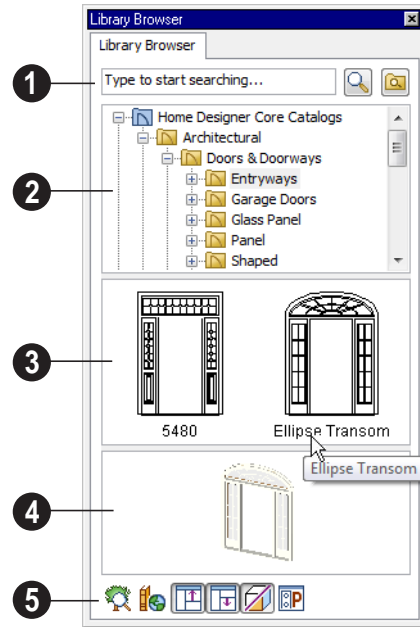 Library Browser
Library Browser
1
Type to start searching...
2
Home Designer Core Catalogs
Architectural
Doors & Doorways
Entryways
Garage Doors
Glass Panel
Panel
Shaped
3
5480
Ellipse Transom
Ellipse Transom
4
5
P